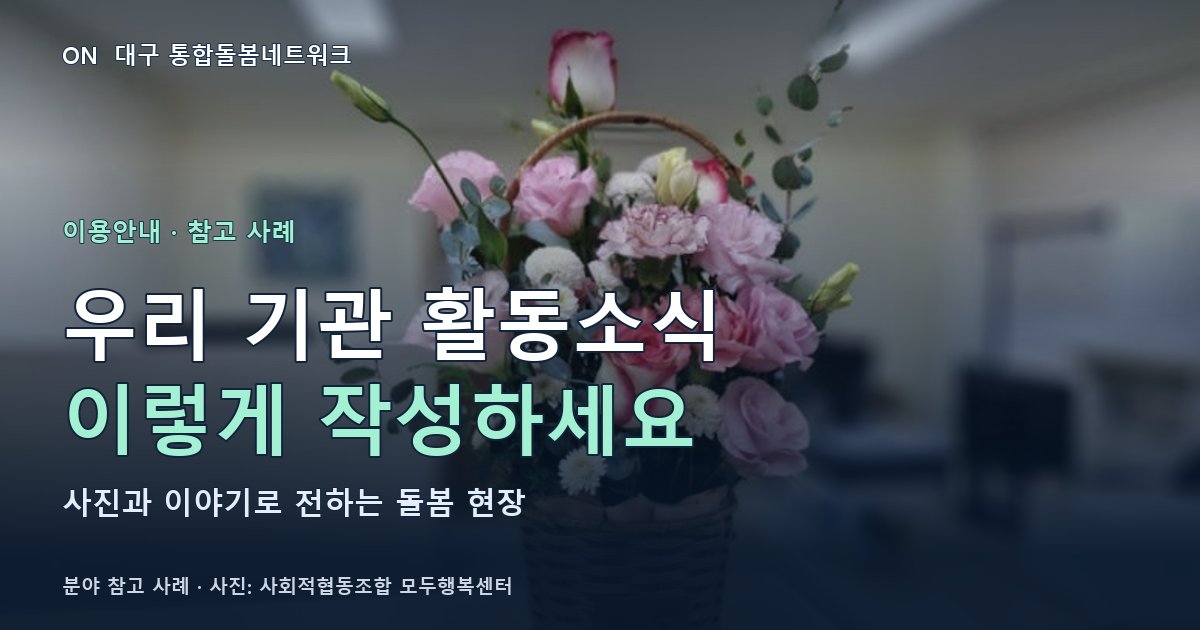 ON 대구 통합돌봄네트워크
이용안내 · 참고 사례
우리 기관 활동소식
이렇게 작성하세요
사진과 이야기로 전하는 돌봄 현장
분야 참고 사례 · 사진: 사회적협동조합 모두행복센터